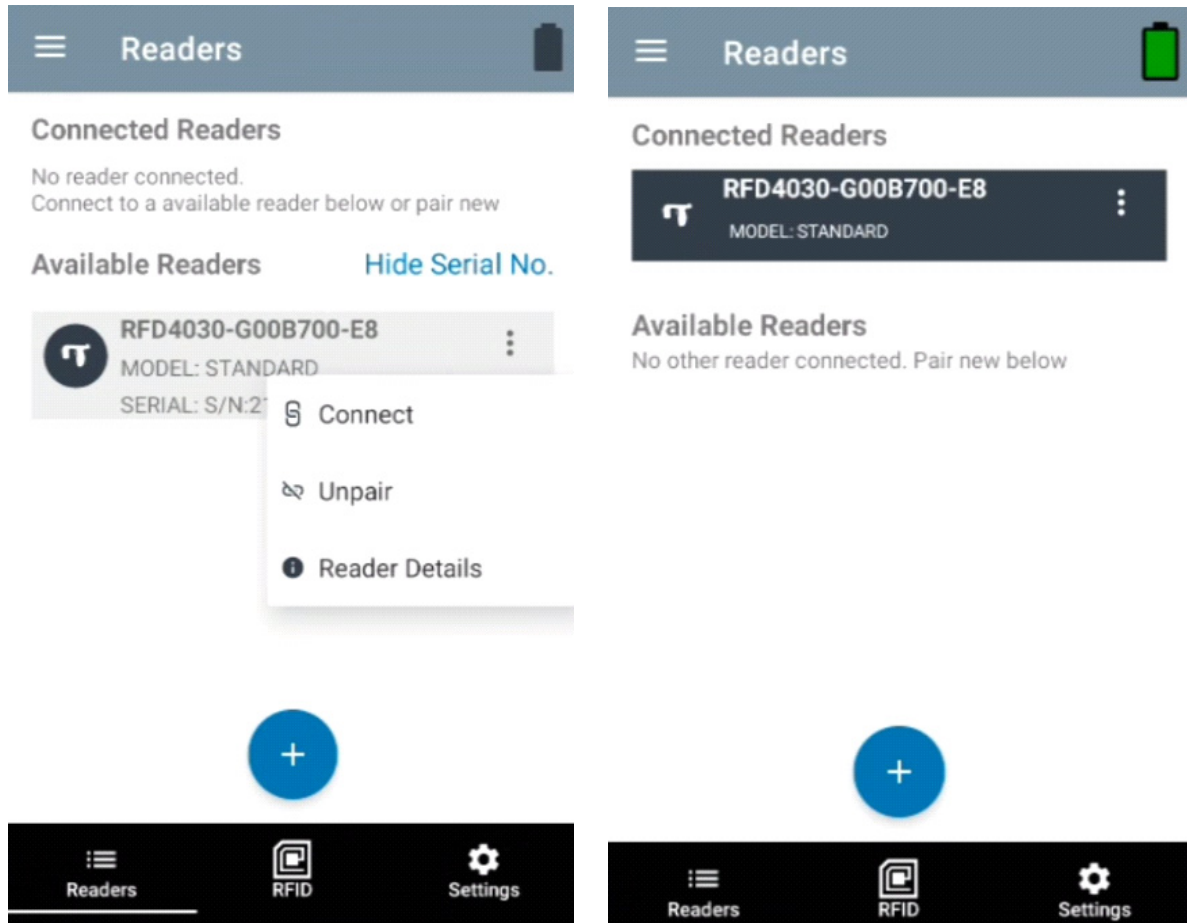 Readers
Connected Readers
No reader connected.
Connect to a available reader below or pair new
Available Readers
Hide Serial No.
RFD4030-G00B700-E8
MODEL: STANDARD
SERIAL: S/N:2
Connect
Unpair
Reader Details
+
Readers
RFID
Settings
Readers
Connected Readers
RFD4030-G00B700-E8
MODEL: STANDARD
Available Readers
No other reader connected. Pair new below
+
Readers
RFID
Settings